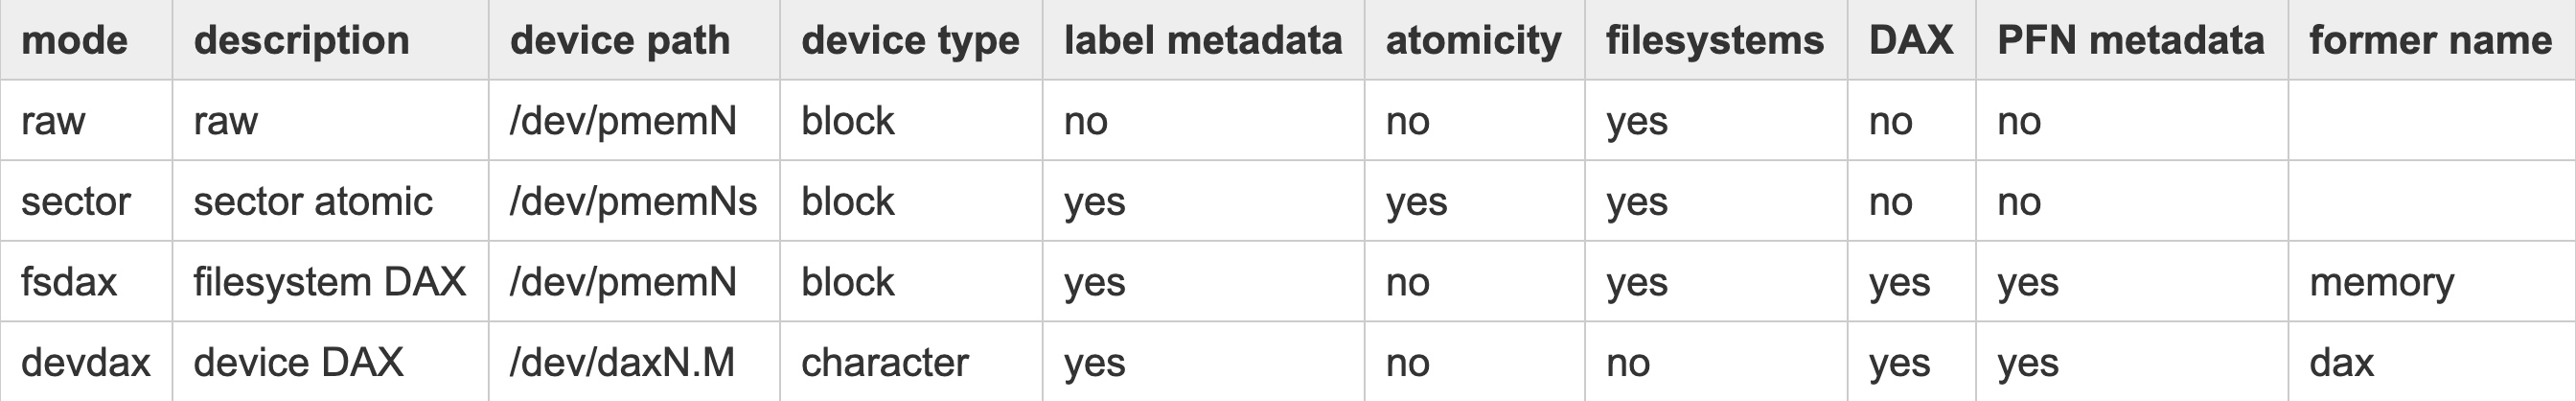 mode description device path device type label metadata atomicity filesystems DAX PFN metadata former name
raw raw /dev/pmemN block no no yes no no
sector sector atomic /dev/pmemNs block yes yes yes no no
fsdax filesystem DAX /dev/pmemN block yes no yes yes yes memory
devdax device DAX /dev/daxN.M character yes no no yes yes dax